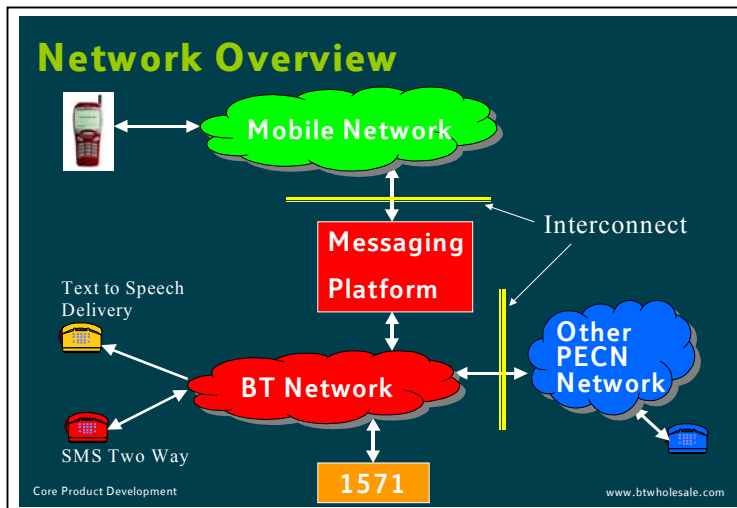 Network Overview
Mobile Network
Messaging
Platform
Interconnect
Text to Speech
Delivery
Other
PECN
Network
BT Network
SMS Two Way
1571
Core Product Development
www.btwholesale.com